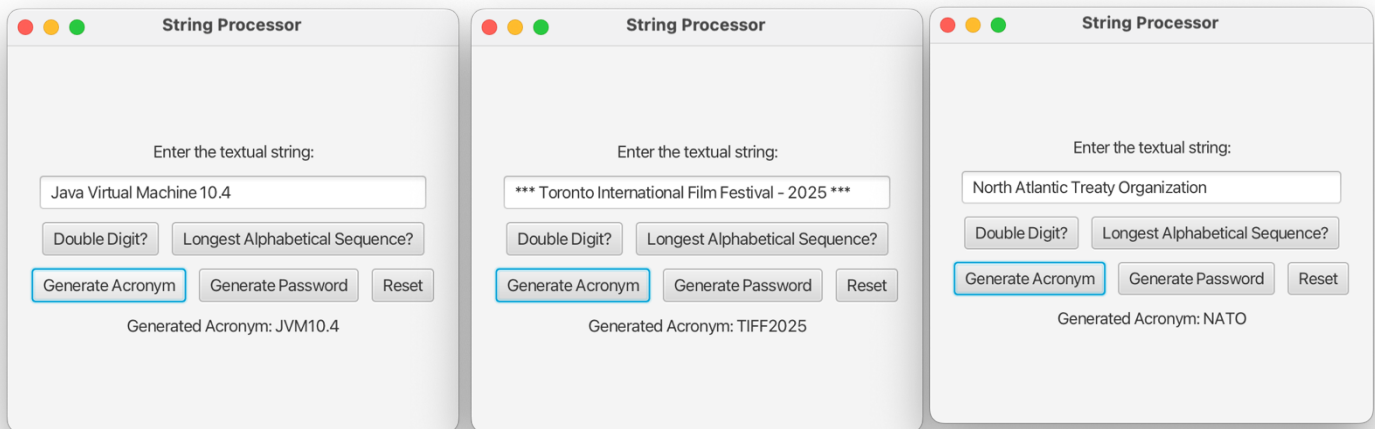 String Processor
Enter the textual string:
Java Virtual Machine 10.4
Double Digit? Longest Alphabetical Sequence?
Generate Acronym Generate Password Reset
Generated Acronym: JVM10.4
String Processor
Enter the textual string:
*** Toronto International Film Festival - 2025 ***
Double Digit? Longest Alphabetical Sequence?
Generate Acronym Generate Password Reset
Generated Acronym: TIFF2025
String Processor
Enter the textual string:
North Atlantic Treaty Organization
Double Digit? Longest Alphabetical Sequence?
Generate Acronym Generate Password Reset
Generated Acronym: NATO